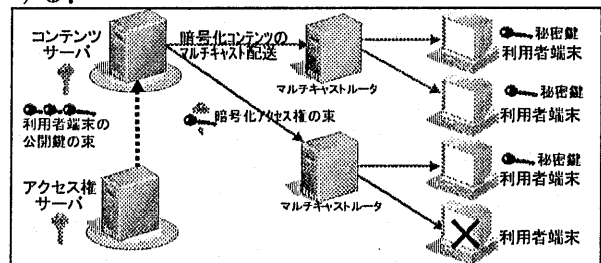 コンテンツ
サーバ
暗号化コンテンツの
マルチキャスト配送
マルチキャストルータ
秘密鍵
利用者端末
秘密鍵
利用者端末
利用者端末の
公開鍵の束
暗号化アクセス権の束
アクセス権
サーバ
マルチキャストルータ
秘密鍵
利用者端末
利用者端末